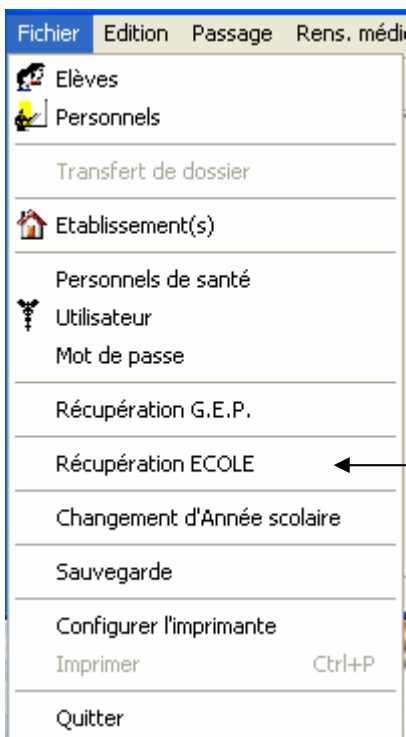 Fichier Edition Passage Rens. médi
Elèves
Personnels
Transfert de dossier
Etablissement(s)
Personnels de santé
Utilisateur
Mot de passe
Récupération G.E.P.
Récupération ECOLE
Changement d'Année scolaire
Sauvegarde
Configurer l'imprimante
Imprimer Ctrl+P
Quitter